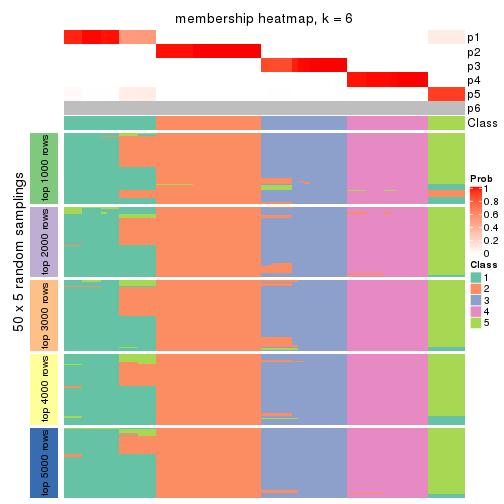 membership heatmap, k = 6
p1
p2
p3
p4
p5
p6
Class
50 x 5 random samplings
top 1000 rows
top 2000 rows
top 3000 rows
top 4000 rows
top 5000 rows
Prob
1
0.8
0.6
0.4
0.2
0
Class
1
2
3
4
5